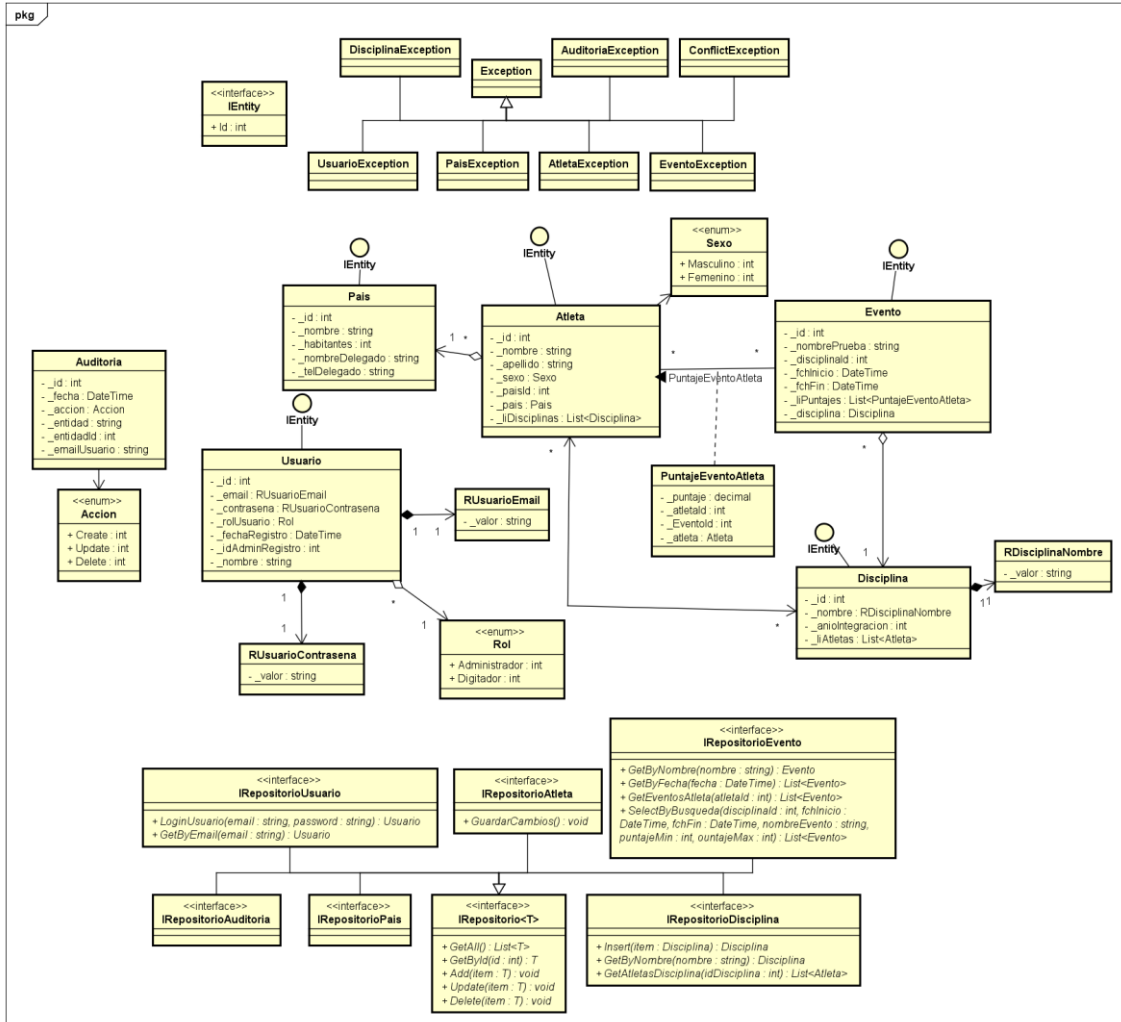 pkg
DisciplinaException
Exception
AuditoriaException
ConflictException
<<interface>>
IEntity
+ Id : int
UsuarioException
PaisException
AtletaException
EventoException
<<enum>>
Sexo
+ Masculino : int
+ Femenino : int
IEntity
IEntity
IEntity
Pais
- _id : int
- _nombre : string
- _habitantes : int
- _nombreDelegado : string
- _telDelegado : string
1
*
Atleta
- _id : int
- _nombre : string
- _apellido : string
- _sexo : Sexo
- _paisId : int
- _pais : Pais
- _liDisciplinas : List<Disciplina>
*
*
PuntajeEventoAtleta
Evento
- _id : int
- _nombrePrueba : string
- _disciplinaId : int
- _fchInicio : DateTime
- _fchFin : DateTime
- _liPuntajes : List<PuntajeEventoAtleta>
- _disciplina : Disciplina
Auditoria
- _id : int
- _fecha : DateTime
- _accion : Accion
- _entidad : string
- _entidadId : int
- _emailUsuario : string
<<enum>>
Accion
+ Create : int
+ Update : int
+ Delete : int
IEntity
Usuario
- _id : int
- _email : RUsuarioEmail
- _contrasena : RUsuarioContrasena
- _rolUsuario : Rol
- _fechaRegistro : DateTime
- _idAdminRegistro : int
- _nombre : string
1
1
RUsuarioEmail
- _valor : string
*
*
PuntajeEventoAtleta
- _puntaje : decimal
- _atletaId : int
- _EventoId : int
- _atleta : Atleta
IEntity
1
Disciplina
- _id : int
- _nombre : RDisciplinaNombre
- _anioIntegracion : int
- _liAtletas : List<Atleta>
1
1
RDisciplinaNombre
- _valor : string
1
1
*
1
*
RUsuarioContrasena
- _valor : string
<<enum>>
Rol
+ Administrador : int
+ Digitador : int
<<interface>>
IRepositorioUsuario
+ LoginUsuario(email : string, password : string) : Usuario
+ GetByEmail(email : string) : Usuario
<<interface>>
IRepositorioAtleta
+ GuardarCambios() : void
<<interface>>
IRepositorioEvento
+ GetByNombre(nombre : string) : Evento
+ GetByFecha(fecha : DateTime) : List<Evento>
+ GetEventosAtleta(atletaId : int) : List<Evento>
+ SelectByBusqueda(disciplinaId : int, fchInicio :
DateTime, fchFin : DateTime, nombreEvento : string,
puntajeMin : int, ountajeMax : int) : List<Evento>
<<interface>>
IRepositorioAuditoria
<<interface>>
IRepositorioPais
<<interface>>
IRepositorio<T>
+ GetAll() : List<T>
+ GetById(id : int) : T
+ Add(item : T) : void
+ Update(item : T) : void
+ Delete(item : T) : void
<<interface>>
IRepositorioDisciplina
+ Insert(item : Disciplina) : Disciplina
+ GetByNombre(nombre : string) : Disciplina
+ GetAtletasDisciplina(idDisciplina : int) : List<Atleta>